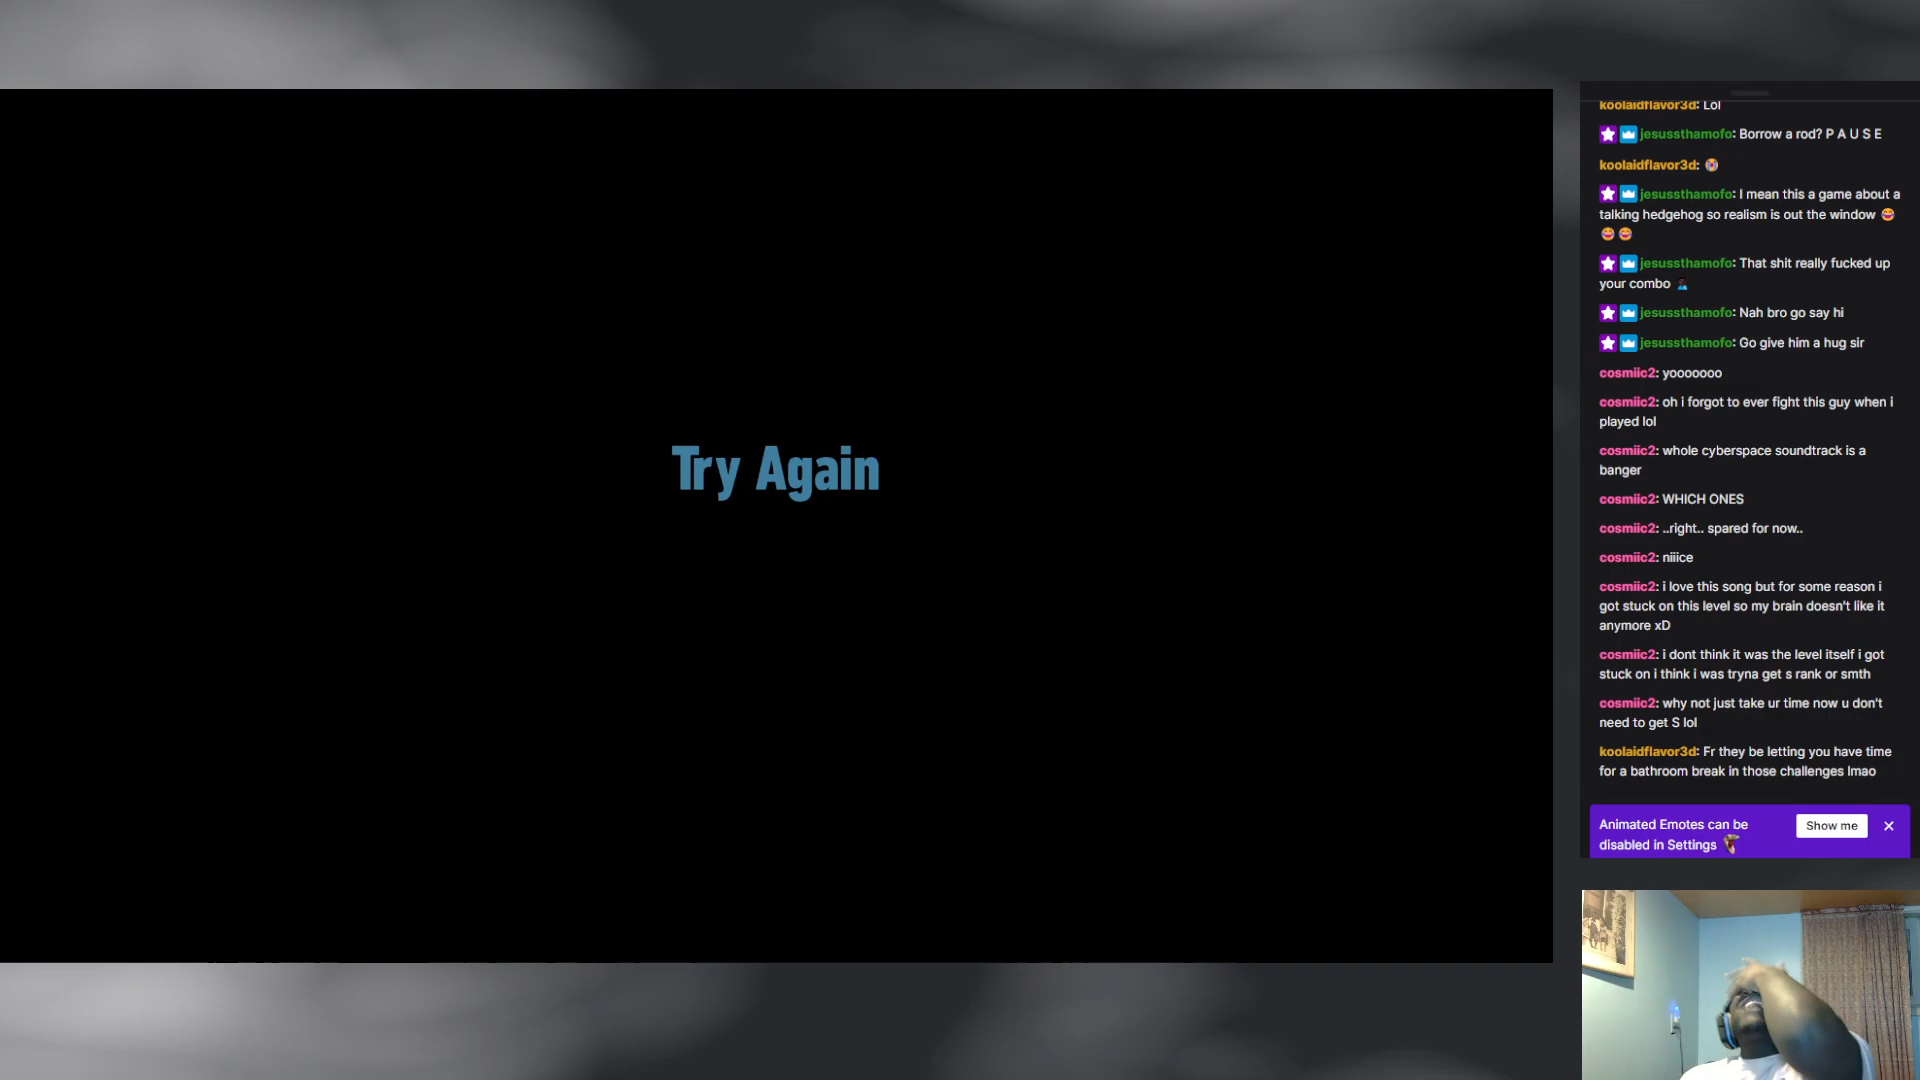 Try Again
koolaidflavor3d: Lol
jesussthamofo: Borrow a rod? P A U S E
koolaidflavor3d:
jesussthamofo: I mean this a game about a
talking hedgehog so realism is out the window
jesussthamofo: That shit really fucked up
your combo
jesussthamofo: Nah bro go say hi
jesussthamofo: Go give him a hug sir
cosmiic2: yooooooo
cosmiic2: oh i forgot to ever fight this guy when i
played lol
cosmiic2: whole cyberspace soundtrack is a
banger
cosmiic2: WHICH ONES
cosmiic2: ..right.. spared for now..
cosmiic2: niiice
cosmiic2: i love this song but for some reason i
got stuck on this level so my brain doesn't like it
anymore xD
cosmiic2: i dont think it was the level itself i got
stuck on i think i was tryna get s rank or smth
cosmiic2: why not just take ur time now u don't
need to get S lol
koolaidflavor3d: Fr they be letting you have time
for a bathroom break in those challenges lmao
Animated Emotes can be
disabled in Settings
Show me